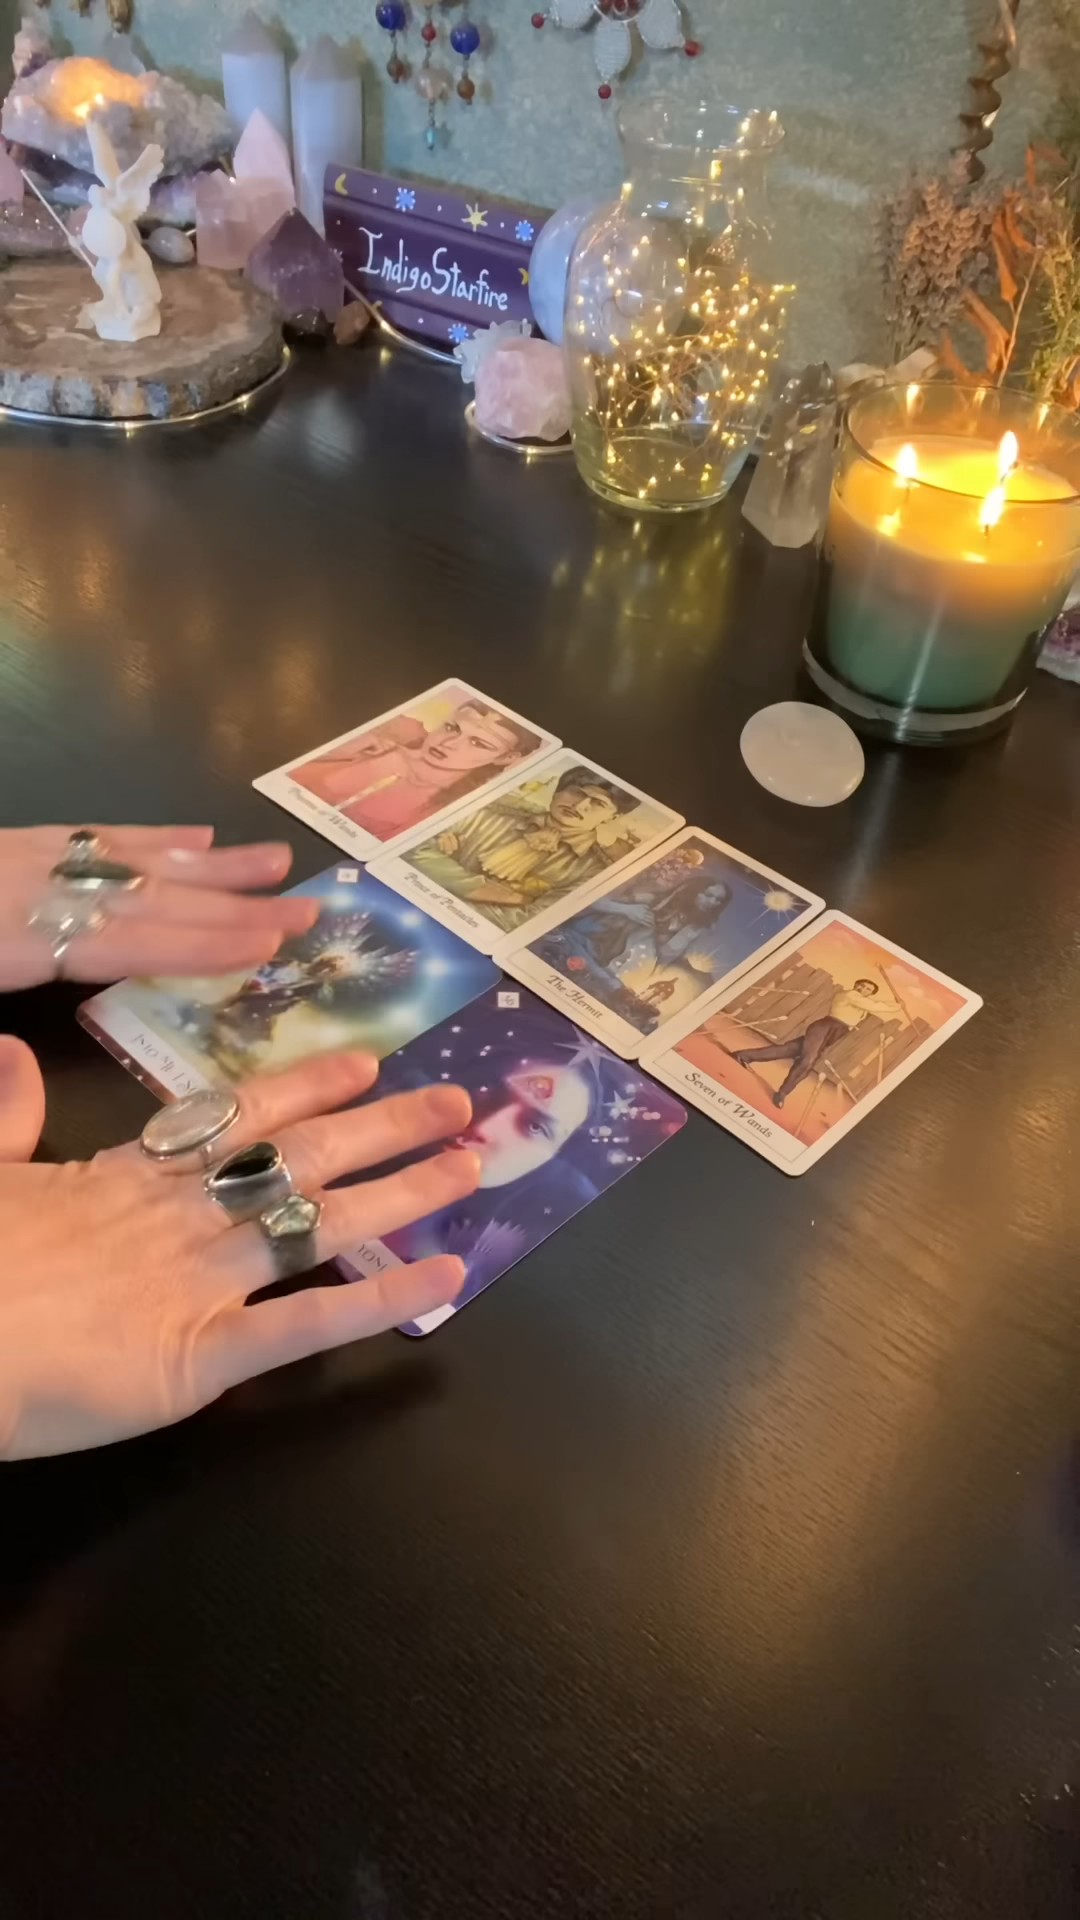 IndigoStarfire
Princess of Wands
Prince of Pentacles
The Hermit
Seven of Wands